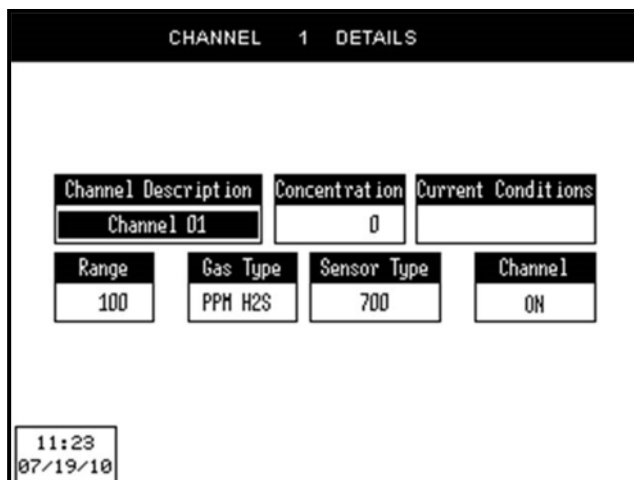 CHANNEL 1 DETAILS
Channel Description Concentration Current Conditions
Channel 01 0
Range Gas Type Sensor Type Channel
100 PPM H2S 700 ON
11:23
07/19/10